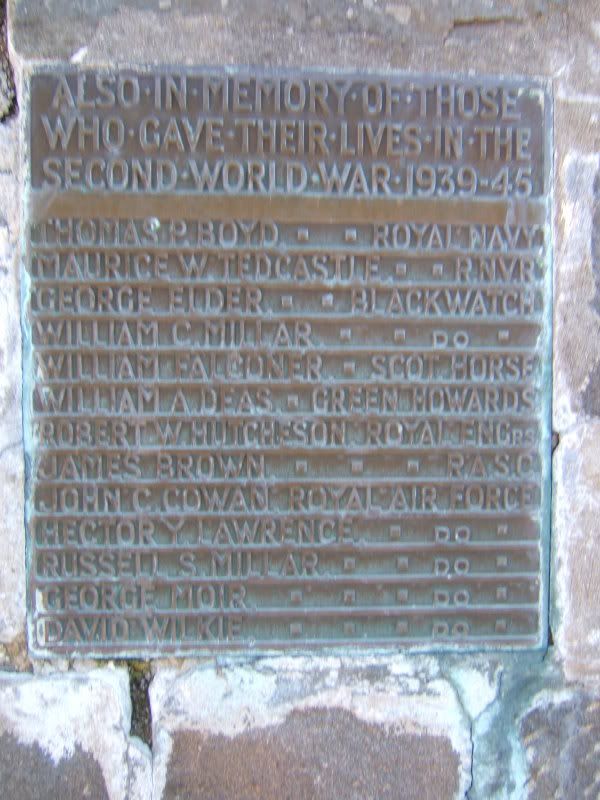 ALSO·IN·MEMORY·OF·THOSE
WHO·GAVE·THEIR·LIVES·IN·THE
SECOND·WORLD·WAR·1939-45
THOMAS P. BOYD. ROYAL NAVY
MAURICE W. TEDCASTLE. R.N.V.R.
GEORGE ELDER. BLACKWATCH
WILLIAM C. MILLAR. DO
WILLIAM FALCONER. SCOT. HORSE
WILLIAM A. DEAS. GREEN HOWARDS
ROBERT W. HUTCHESON ROYAL ENGRS
JAMES BROWN. R.A.S.C.
JOHN C. COWAN. ROYAL AIR FORCE
HECTOR Y. LAWRENCE. DO
RUSSELL S. MILLAR. DO
GEORGE MOIR. DO
DAVID WILKIE. DO